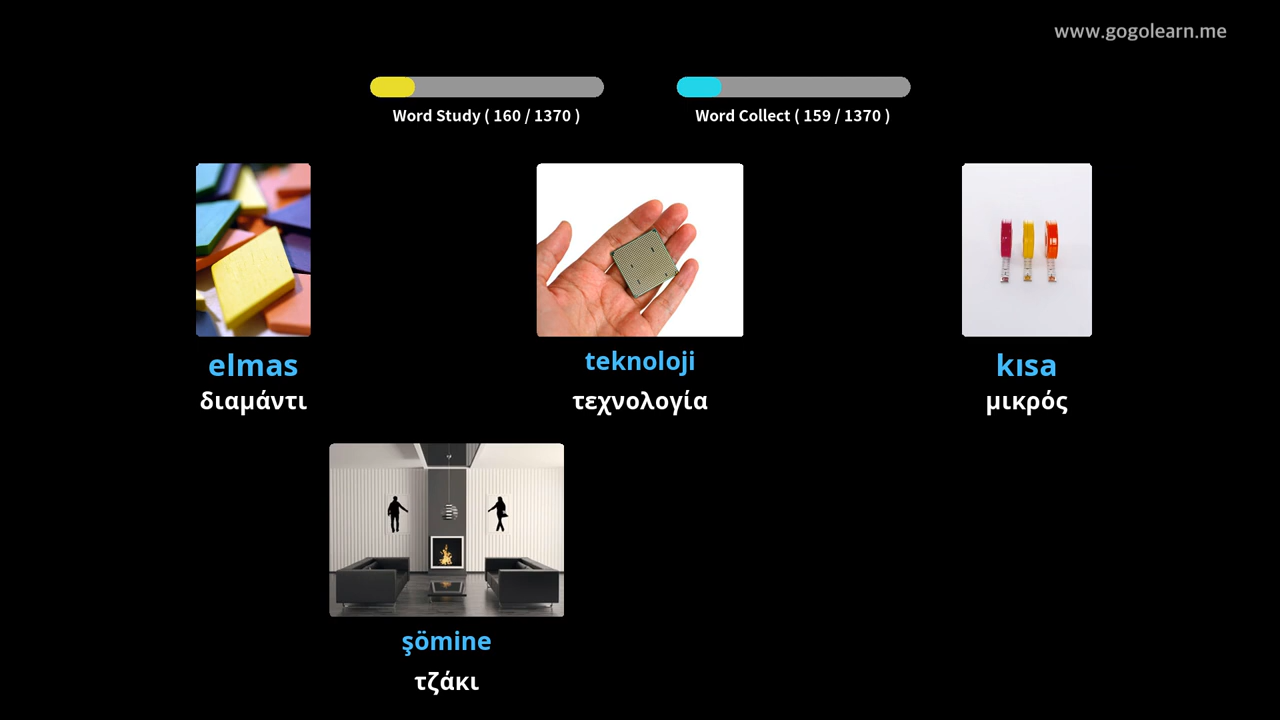 www.gogolearn.me
Word Study ( 160 / 1370 )
Word Collect ( 159 / 1370 )
elmas
teknoloji
kısa
διαμάντι
τεχνολογία
μικρός
şömine
τζάκι